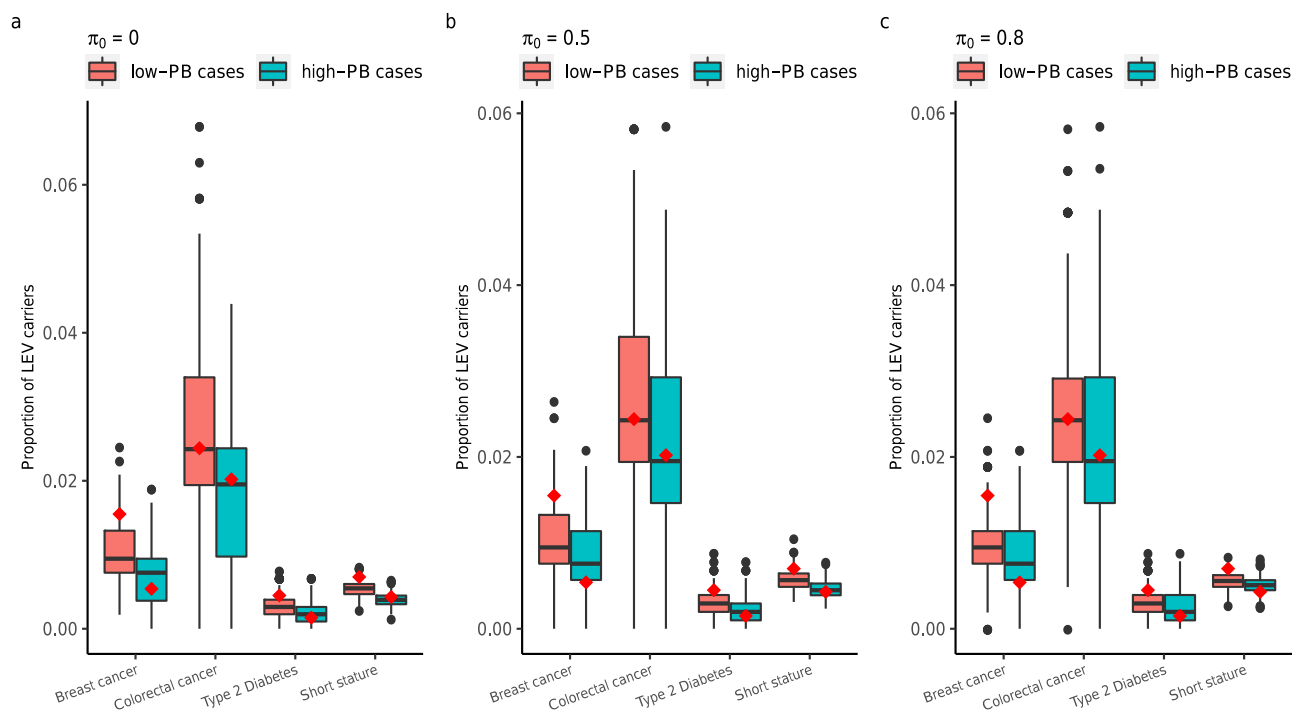 a
π0 = 0
low−PB cases high−PB cases
Proportion of LEV carriers
0.06
0.04
0.02
0.00
Breast cancer
Colorectal cancer
Type 2 Diabetes
Short stature
b
π0 = 0.5
low−PB cases high−PB cases
Proportion of LEV carriers
0.06
0.04
0.02
0.00
Breast cancer
Colorectal cancer
Type 2 Diabetes
Short stature
c
π0 = 0.8
low−PB cases high−PB cases
Proportion of LEV carriers
0.06
0.04
0.02
0.00
Breast cancer
Colorectal cancer
Type 2 Diabetes
Short stature